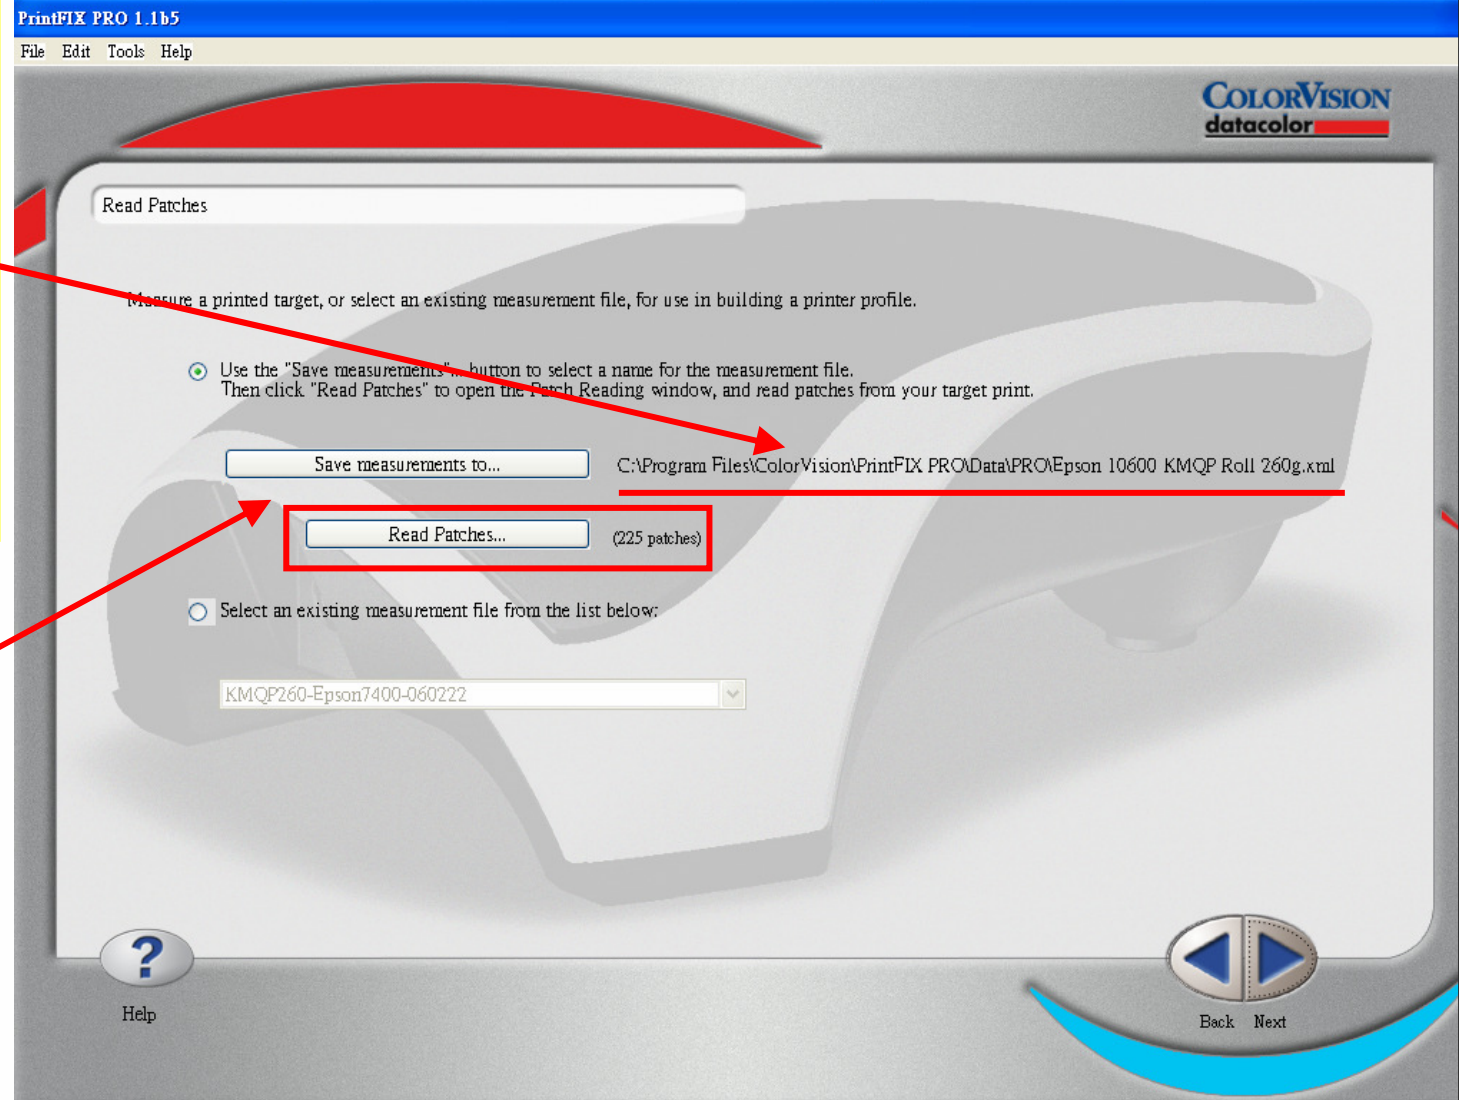 PrintFIX PRO 1.1b5
File Edit Tools Help
COLORVISION
datacolor
Read Patches
Measure a printed target, or select an existing measurement file, for use in building a printer profile.
Use the "Save measurements"... button to select a name for the measurement file.
Then click "Read Patches" to open the Patch Reading window, and read patches from your target print.
Save measurements to...
C:\Program Files\ColorVision\PrintFIX PRO\Data\PRO\Epson 10600 KMQP Roll 260g.xml
Read Patches...
(225 patches)
Select an existing measurement file from the list below:
KMQP260-Epson7400-060222
?
Help
Back Next